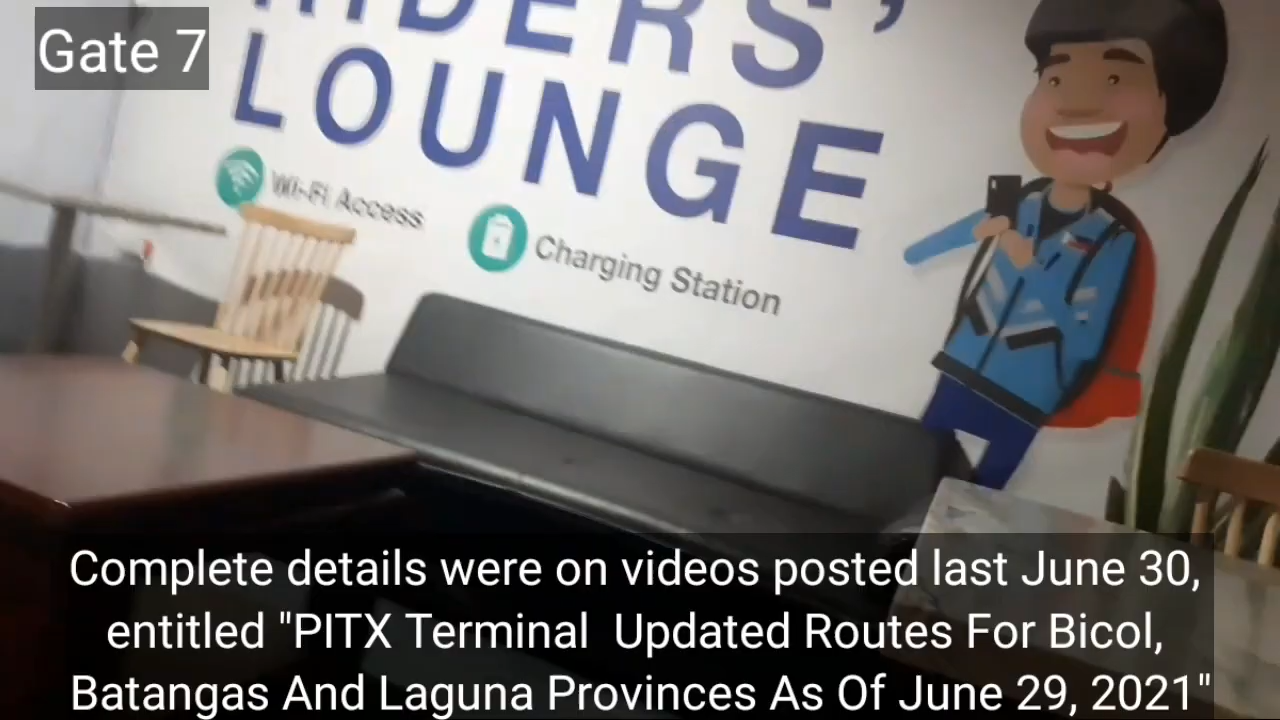 Gate 7
RIDERS'
LOUNGE
Wi-Fi Access
Charging Station
Complete details were on videos posted last June 30,
entitled "PITX Terminal  Updated Routes For Bicol,
Batangas And Laguna Provinces As Of June 29, 2021"